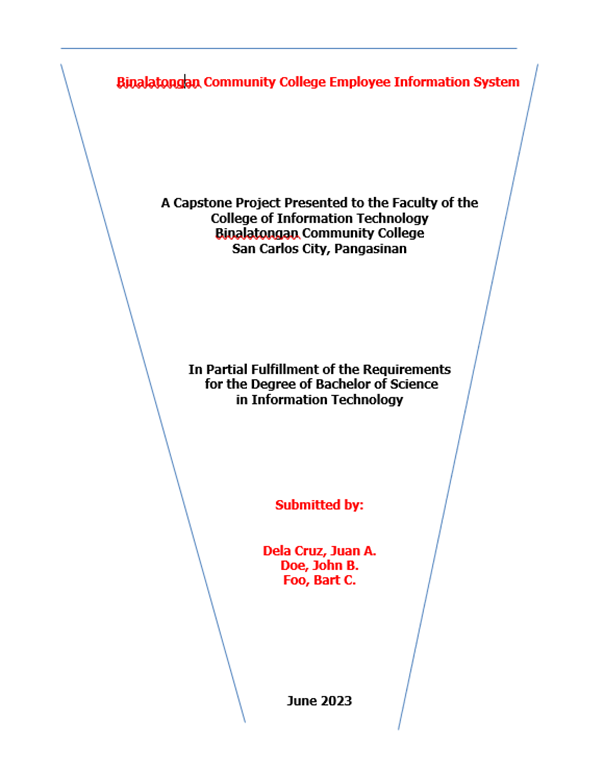 Binalatongan Community College Employee Information System
A Capstone Project Presented to the Faculty of the
College of Information Technology
Binalatongan Community College
San Carlos City, Pangasinan
In Partial Fulfillment of the Requirements
for the Degree of Bachelor of Science
in Information Technology
Submitted by:
Dela Cruz, Juan A.
Doe, John B.
Foo, Bart C.
June 2023